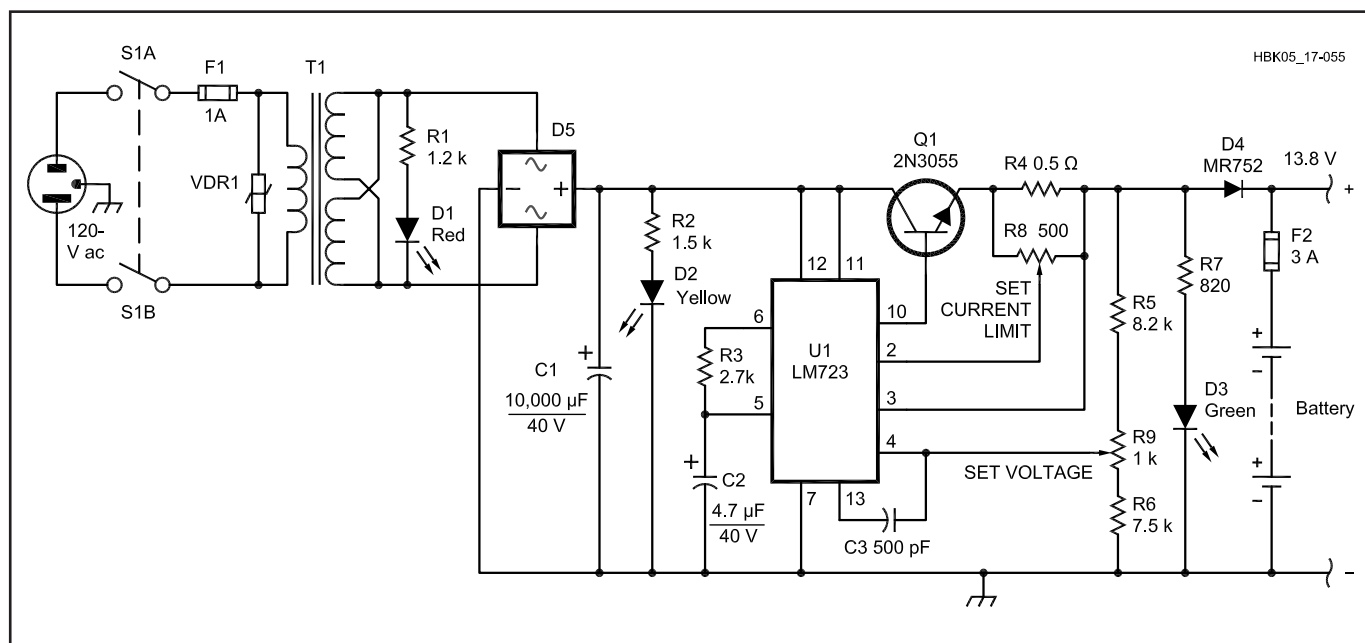 HBK05_17-055
S1A
F1
1A
T1
R1
1.2 k
D1
Red
VDR1
120-
V ac
S1B
D5
~
− +
~
Q1
2N3055
R4 0.5 Ω
R8 500
SET
CURRENT
LIMIT
D4
MR752
13.8 V
+
F2
3 A
R2
1.5 k
D2
Yellow
12 11
10
6
U1
LM723
2
R3
2.7k
5
3
4
7 13
R5
8.2 k
R7
820
D3
Green
+
−
Battery
+
−
R9
1 k
SET VOLTAGE
R6
7.5 k
+
C1
10,000 µF
40 V
+
C2
4.7 µF
40 V
C3 500 pF
−